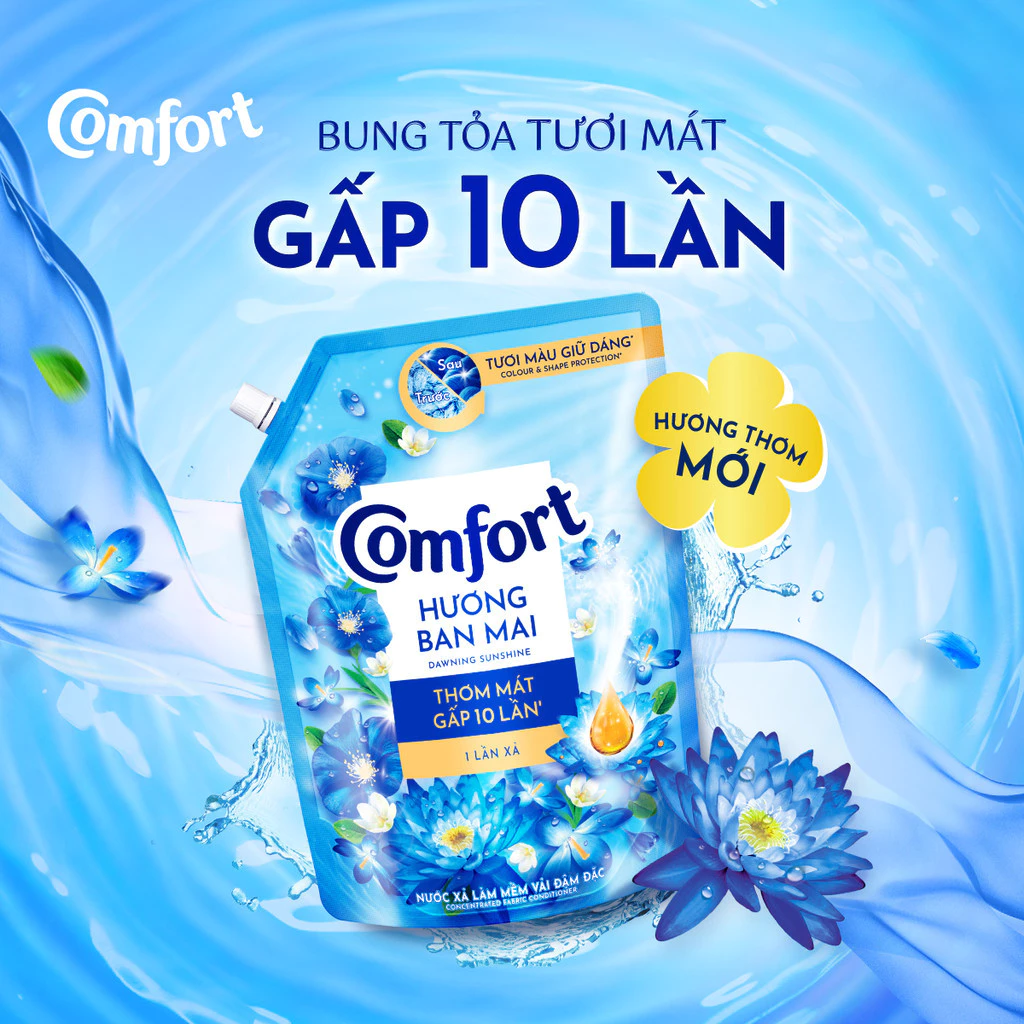 Comfort
BUNG TỎA TƯƠI MÁT
GẤP 10 LẦN
Sau
Trước
TƯƠI MÀU GIỮ DÁNG*
COLOUR & SHAPE PROTECTION*
HƯƠNG THƠM
MỚI
Comfort
HƯƠNG
BAN MAI
DAWNING SUNSHINE
THƠM MÁT
GẤP 10 LẦN¹
1 LẦN XẢ
NƯỚC XẢ LÀM MỀM VẢI ĐẬM ĐẶC
CONCENTRATED FABRIC CONDITIONER